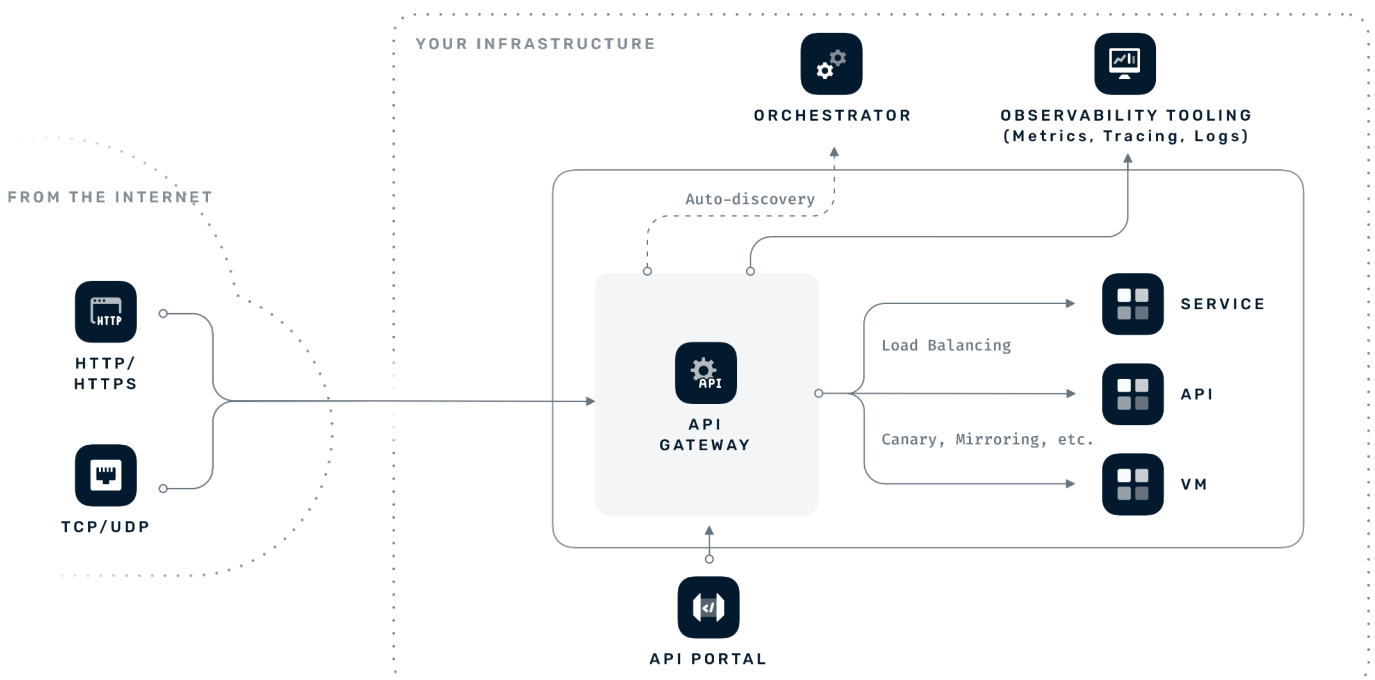 YOUR INFRASTRUCTURE
ORCHESTRATOR
OBSERVABILITY TOOLING
(Metrics, Tracing, Logs)
FROM THE INTERNET
Auto-discovery
HTTP
HTTP/
HTTPS
TCP/UDP
API
API
GATEWAY
Load Balancing
Canary, Mirroring, etc.
SERVICE
API
VM
</>
API PORTAL